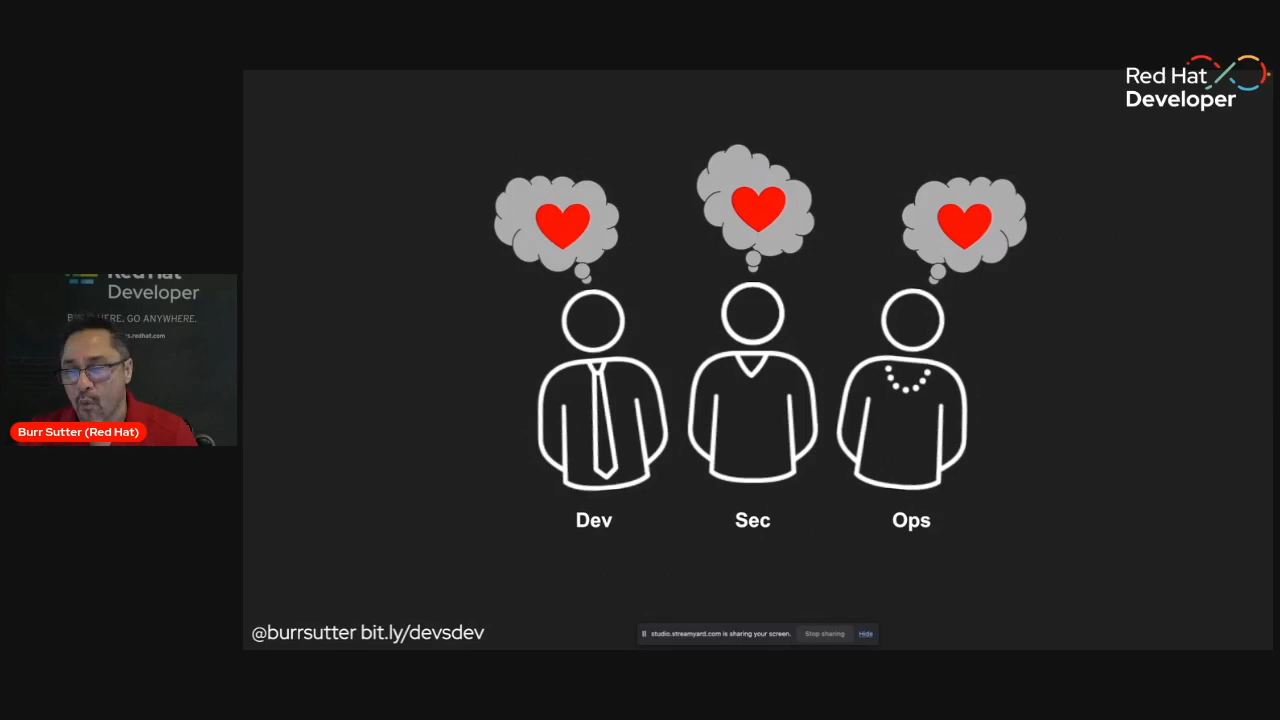 Red Hat
Developer
Red Hat
Developer
Burr Sutter (Red Hat)
Dev
Sec
Ops
@burrsutter bit.ly/devsdev
studio.streamyard.com is sharing your screen.
Stop sharing
Hide